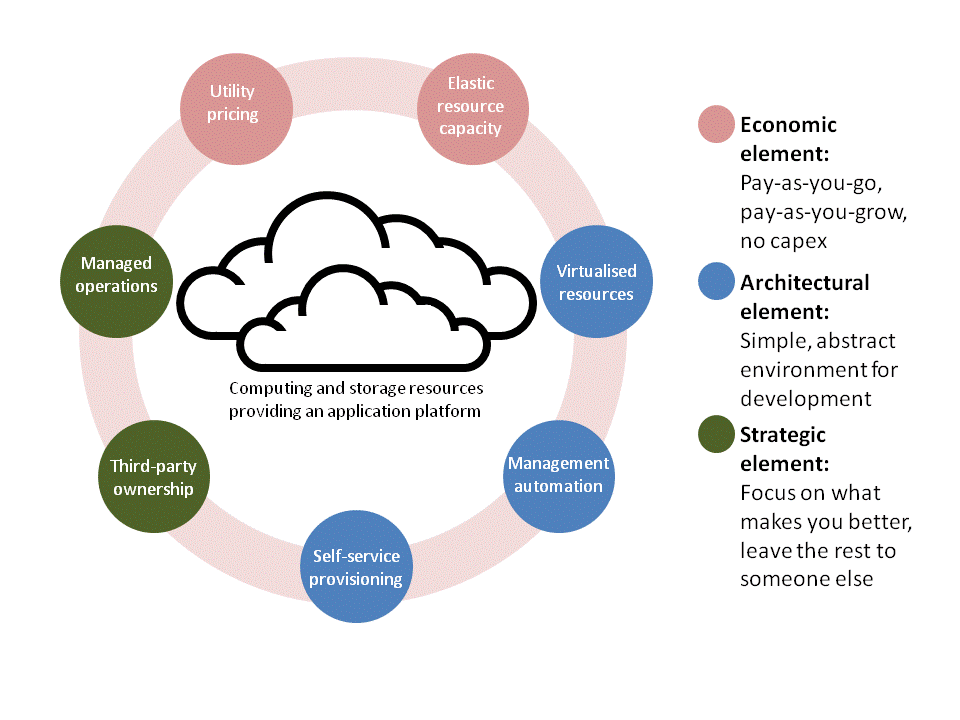 Utility
pricing
Elastic
resource
capacity
Managed
operations
Virtualised
resources
Computing and storage resources
providing an application platform
Third-party
ownership
Management
automation
Self-service
provisioning
Economic
element:
Pay-as-you-go,
pay-as-you-grow,
no capex
Architectural
element:
Simple, abstract
environment for
development
Strategic
element:
Focus on what
makes you better,
leave the rest to
someone else